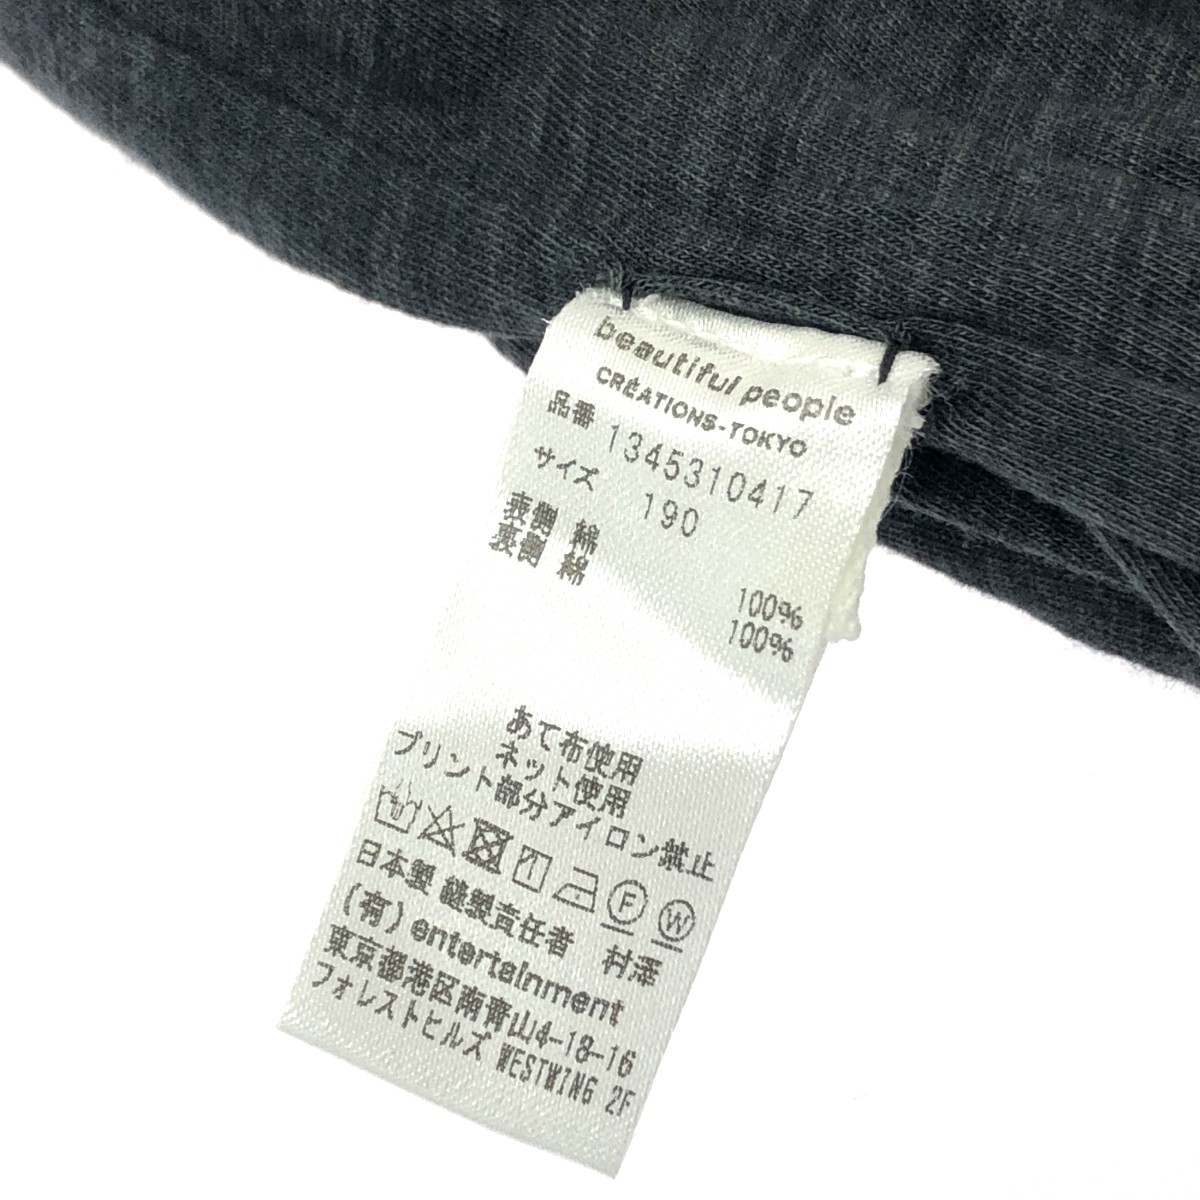 beautiful people
CRÉATIONS-TOKYO
品番 1345310417
サイズ 190
表側 綿 100%
裏側 綿 100%
あて布使用
ネット使用
プリント部分アイロン禁止
F W
日本製 縫製責任者 村澤
(有) entertainment
東京都港区南青山4-18-16
フォレストヒルズ WESTWING 2F